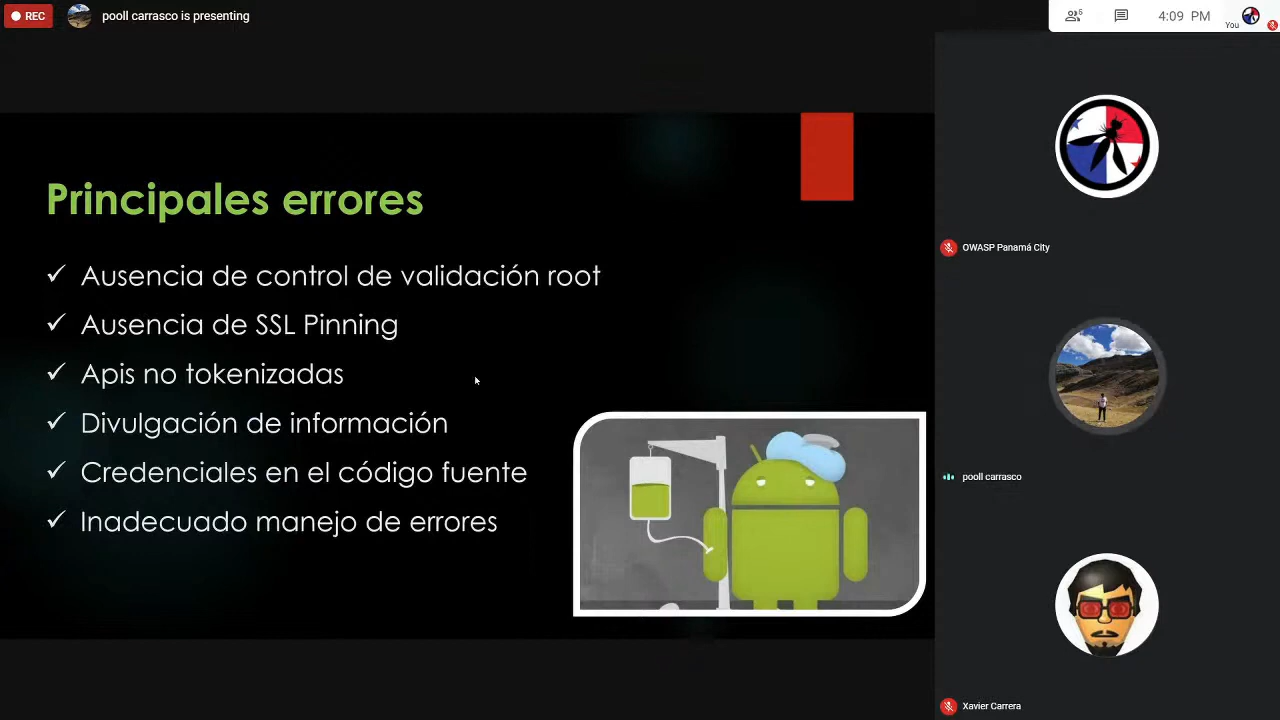 REC
pooll carrasco is presenting
5
4:09 PM
You
Principales errores
Ausencia de control de validación root
Ausencia de SSL Pinning
Apis no tokenizadas
Divulgación de información
Credenciales en el código fuente
Inadecuado manejo de errores
OWASP Panamá City
pooll carrasco
Xavier Carrera